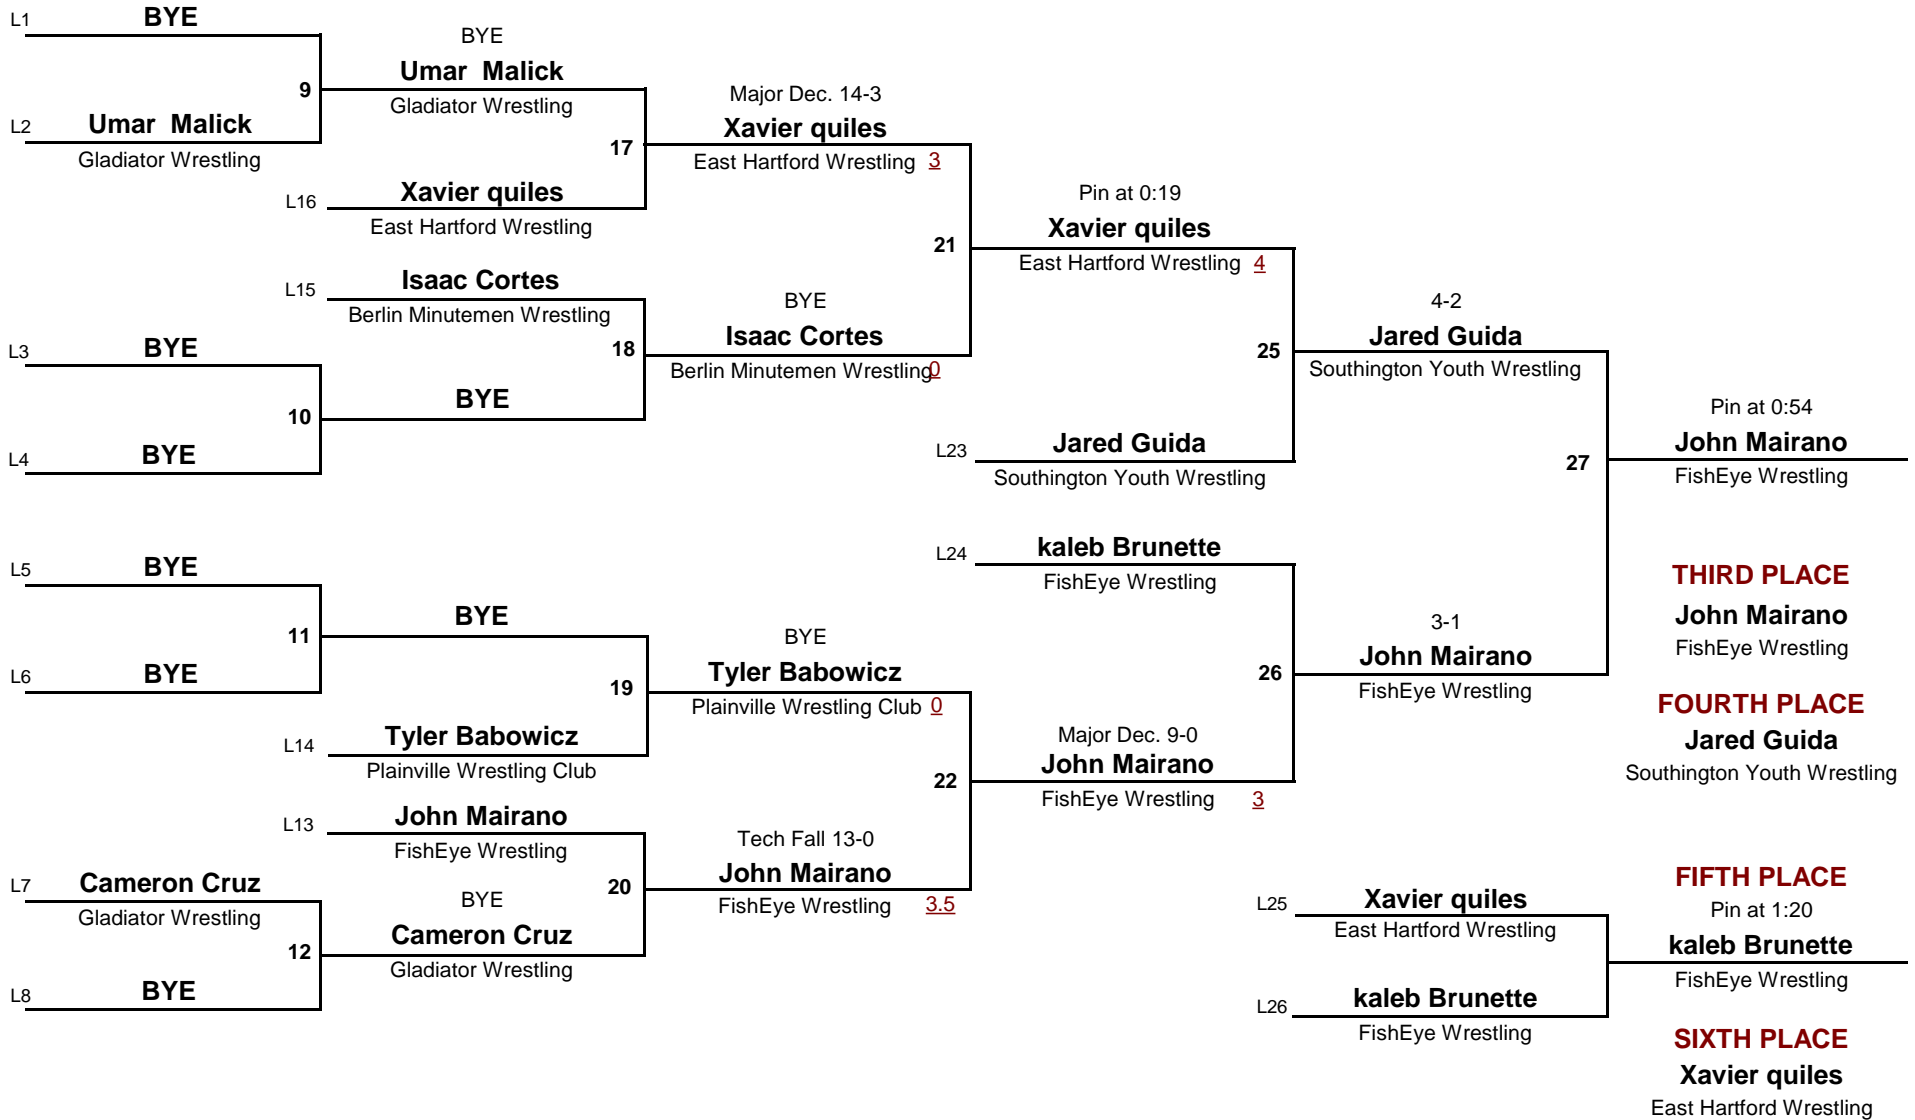 L1 BYE
9
L2 Umar  Malick
Gladiator Wrestling
BYE
Umar  Malick
Gladiator Wrestling
17
L16 Xavier quiles
East Hartford Wrestling
Major Dec. 14-3
Xavier quiles
East Hartford Wrestling 3
L15 Isaac Cortes
Berlin Minutemen Wrestling
18
L3 BYE
10
L4 BYE
BYE
BYE
Isaac Cortes
Berlin Minutemen Wrestling 0
21
Pin at 0:19
Xavier quiles
East Hartford Wrestling 4
25
L23 Jared Guida
Southington Youth Wrestling
4-2
Jared Guida
Southington Youth Wrestling
27
Pin at 0:54
John Mairano
FishEye Wrestling
L5 BYE
11
L6 BYE
BYE
19
L14 Tyler Babowicz
Plainville Wrestling Club
BYE
Tyler Babowicz
Plainville Wrestling Club 0
22
L13 John Mairano
FishEye Wrestling
20
L7 Cameron Cruz
Gladiator Wrestling
12
L8 BYE
BYE
Cameron Cruz
Gladiator Wrestling
Tech Fall 13-0
John Mairano
FishEye Wrestling 3.5
L24 kaleb Brunette
FishEye Wrestling
26
Major Dec. 9-0
John Mairano
FishEye Wrestling 3
3-1
John Mairano
FishEye Wrestling
THIRD PLACE
John Mairano
FishEye Wrestling
FOURTH PLACE
Jared Guida
Southington Youth Wrestling
L25 Xavier quiles
East Hartford Wrestling
L26 kaleb Brunette
FishEye Wrestling
FIFTH PLACE
Pin at 1:20
kaleb Brunette
FishEye Wrestling
SIXTH PLACE
Xavier quiles
East Hartford Wrestling